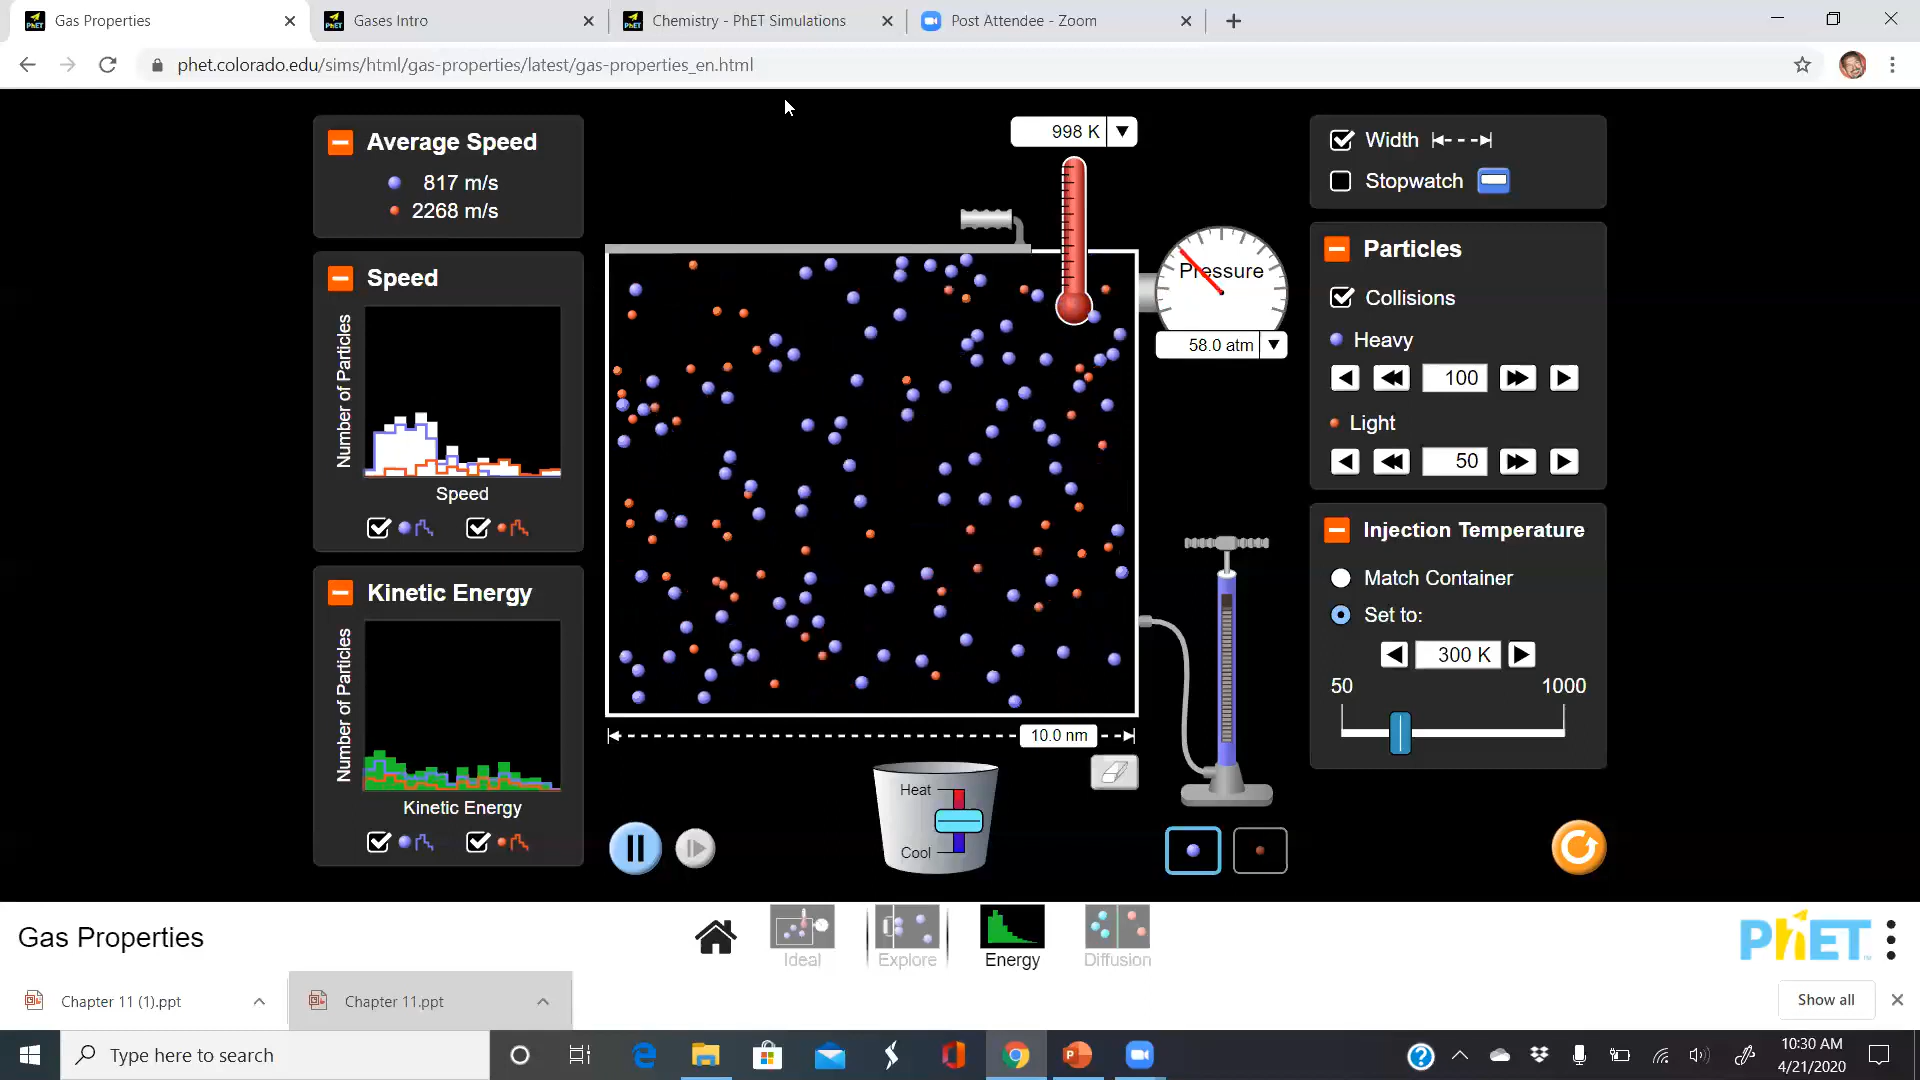 Gas Properties
Gases Intro
Chemistry - PhET Simulations
Post Attendee - Zoom
phet.colorado.edu/sims/html/gas-properties/latest/gas-properties_en.html
Average Speed
817 m/s
2268 m/s
Speed
Number of Particles
Speed
Kinetic Energy
Number of Particles
Kinetic Energy
998 K
Pressure
58.0 atm
10.0 nm
Heat
Cool
Width
Stopwatch
Particles
Collisions
Heavy
100
Light
50
Injection Temperature
Match Container
Set to:
300 K
50 1000
Gas Properties
Ideal
Explore
Energy
Diffusion
PhET
Chapter 11 (1).ppt
Chapter 11.ppt
Show all
Type here to search
10:30 AM
4/21/2020